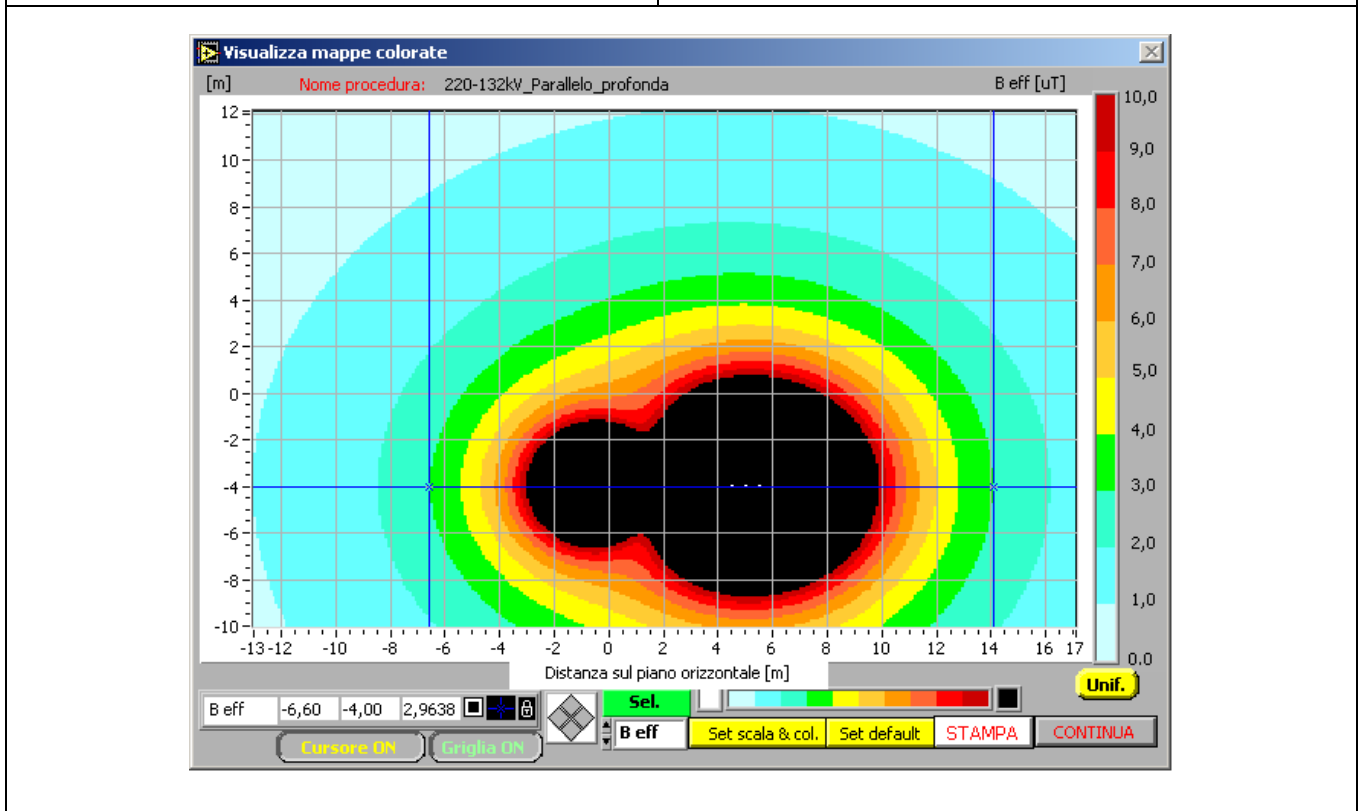 Visualizza mappe colorate
[m] Nome procedura: 220-132kV_Parallelo_profonda B eff [uT]
12
10
8
6
4
2
0
-2
-4
-6
-8
-10
-13 -12 -10 -8 -6 -4 -2 0 2 4 6 8 10 12 14 16 17
Distanza sul piano orizzontale [m]
10,0
9,0
8,0
7,0
6,0
5,0
4,0
3,0
2,0
1,0
0.0
Unif.
B eff -6,60 -4,00 2,9638
Sel.
B eff
Set scala & col. Set default STAMPA CONTINUA
Cursore ON Griglia ON